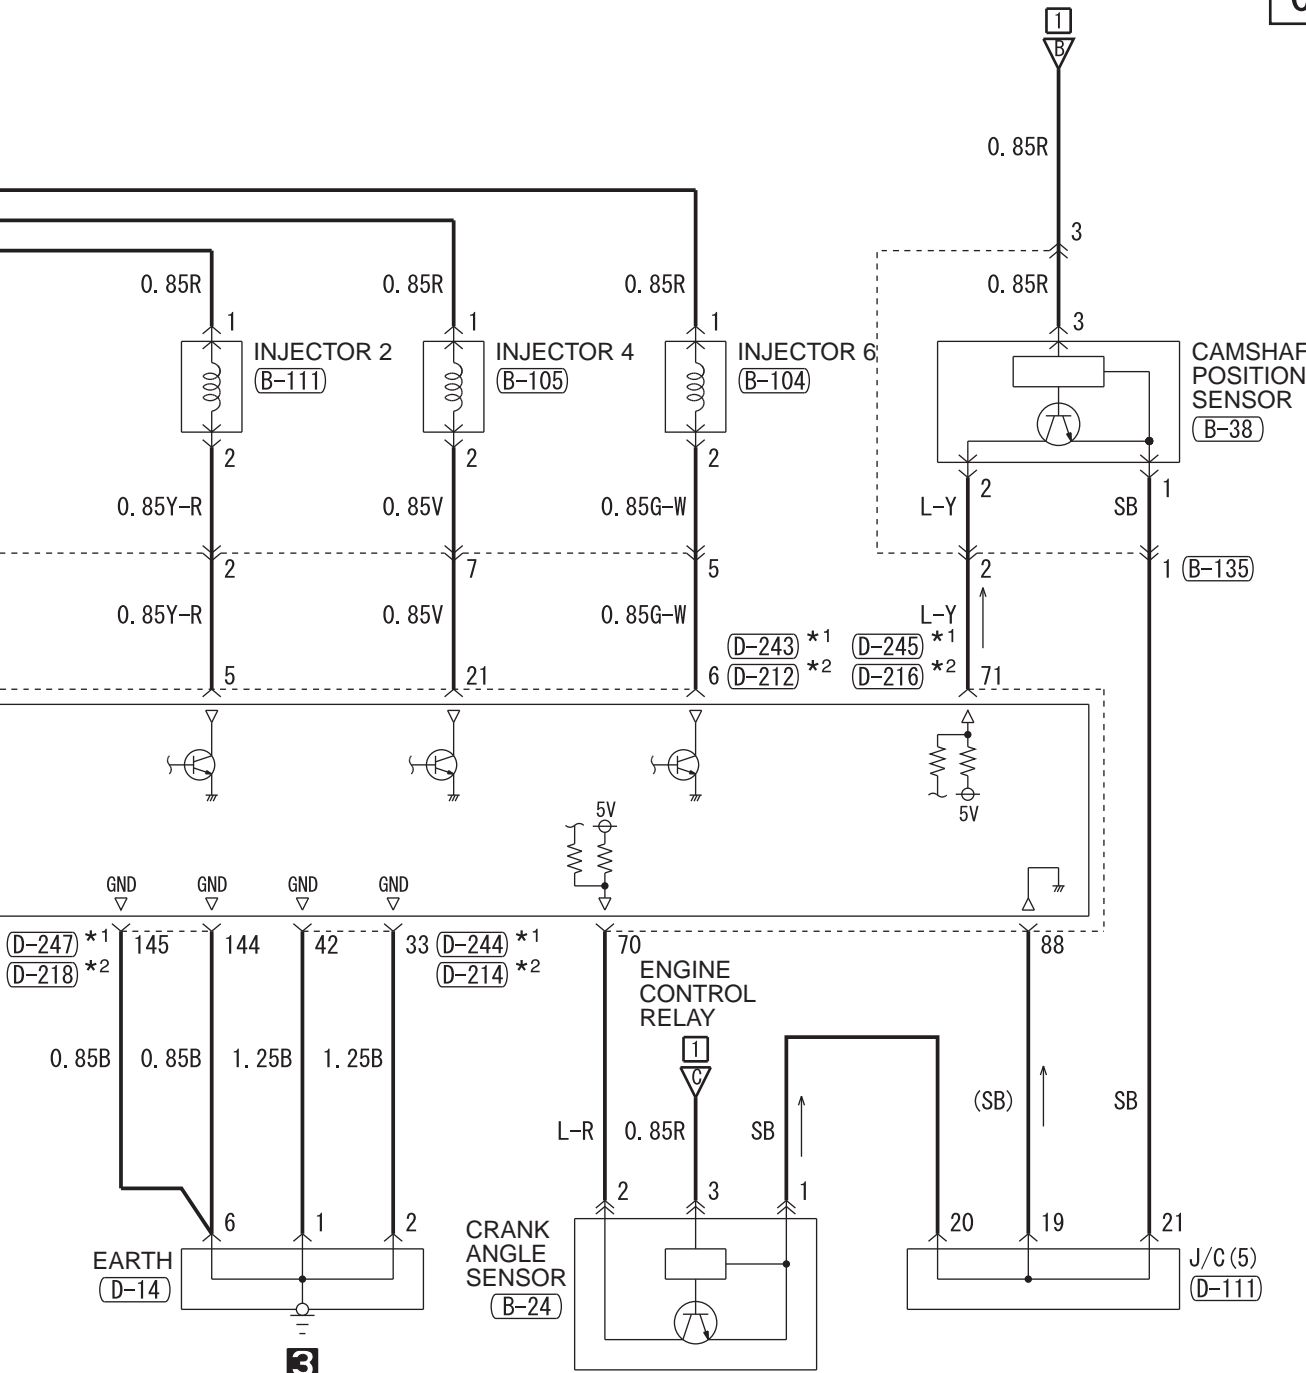 1
B
0.85R
3
0.85R 0.85R 0.85R 0.85R
1 1 1 3
INJECTOR 2
B-111
INJECTOR 4
B-105
INJECTOR 6
B-104
CAMSHAF
POSITION
SENSOR
B-38
2 2 2 2 1
0.85Y-R 0.85V 0.85G-W L-Y SB
2 7 5 2 1 B-135
0.85Y-R 0.85V 0.85G-W L-Y
D-243 *1 D-245 *1
5 21 6 D-212 *2 D-216 *2 71
5V
5V
GND GND GND GND
D-247 *1 145 144 42 33 D-244 *1 70 88
D-218 *2 D-214 *2
ENGINE
CONTROL
RELAY
1
C
0.85B 0.85B 1.25B 1.25B
L-R 0.85R SB (SB) SB
2 3 1
6 1 2 20 19 21
EARTH
D-14
3
CRANK
ANGLE
SENSOR
B-24
J/C(5)
D-111